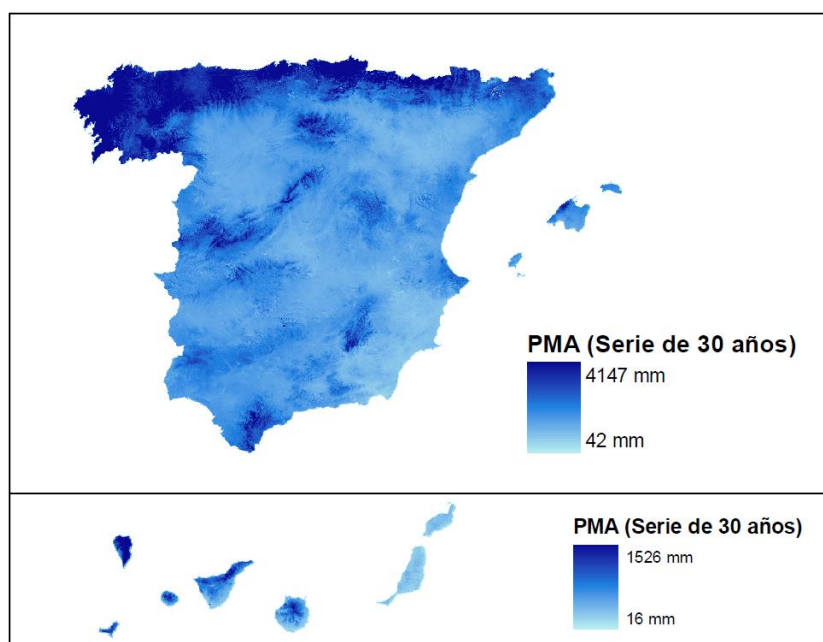 PMA (Serie de 30 años)
4147 mm
42 mm
PMA (Serie de 30 años)
1526 mm
16 mm